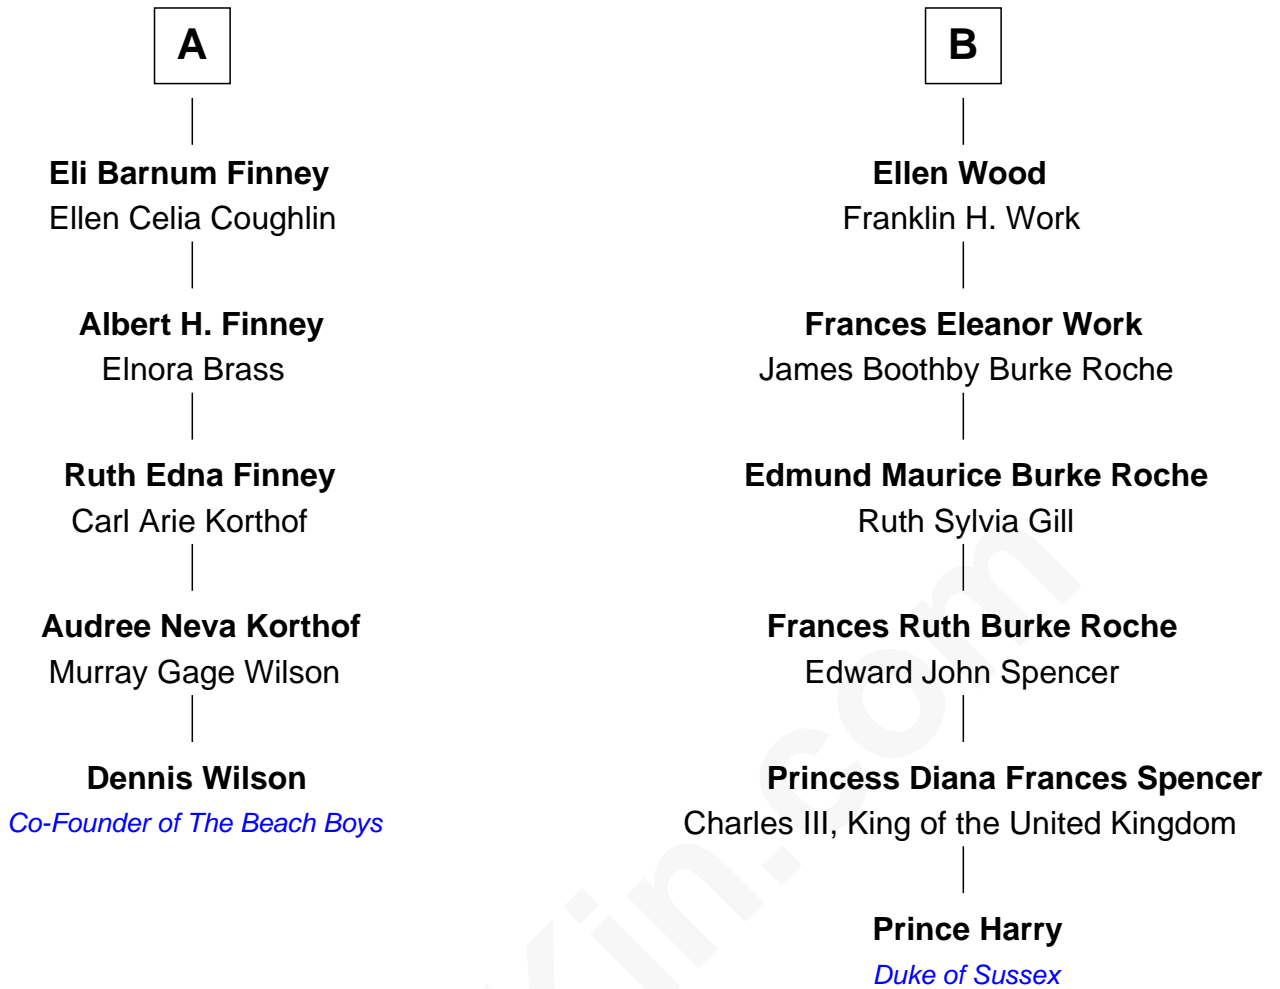 A
Eli Barnum Finney
Ellen Celia Coughlin
Albert H. Finney
Elnora Brass
Ruth Edna Finney
Carl Arie Korthof
Audree Neva Korthof
Murray Gage Wilson
Dennis Wilson
Co-Founder of The Beach Boys
B
Ellen Wood
Franklin H. Work
Frances Eleanor Work
James Boothby Burke Roche
Edmund Maurice Burke Roche
Ruth Sylvia Gill
Frances Ruth Burke Roche
Edward John Spencer
Princess Diana Frances Spencer
Charles III, King of the United Kingdom
Prince Harry
Duke of Sussex
Kin.com